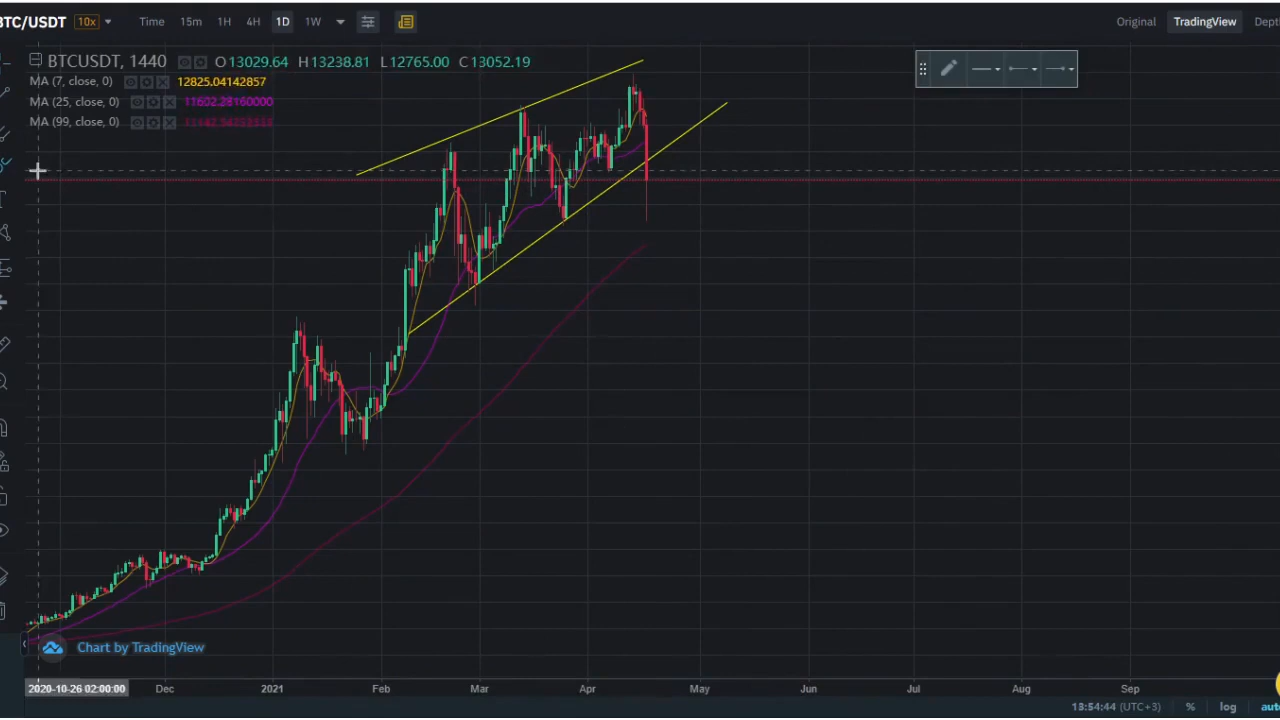 BTC/USDT 10x Time 15m 1H 4H 1D 1W Original TradingView Depth
BTCUSDT, 1440 O13029.64 H13238.81 L12765.00 C13052.19
MA (7, close, 0) 12825.04142857
MA (25, close, 0) 11602.28160000
MA (99, close, 0)
Chart by TradingView
2020-10-26 02:00:00 Dec 2021 Feb Mar Apr May Jun Jul Aug Sep
13:54:44 (UTC+3) % log auto